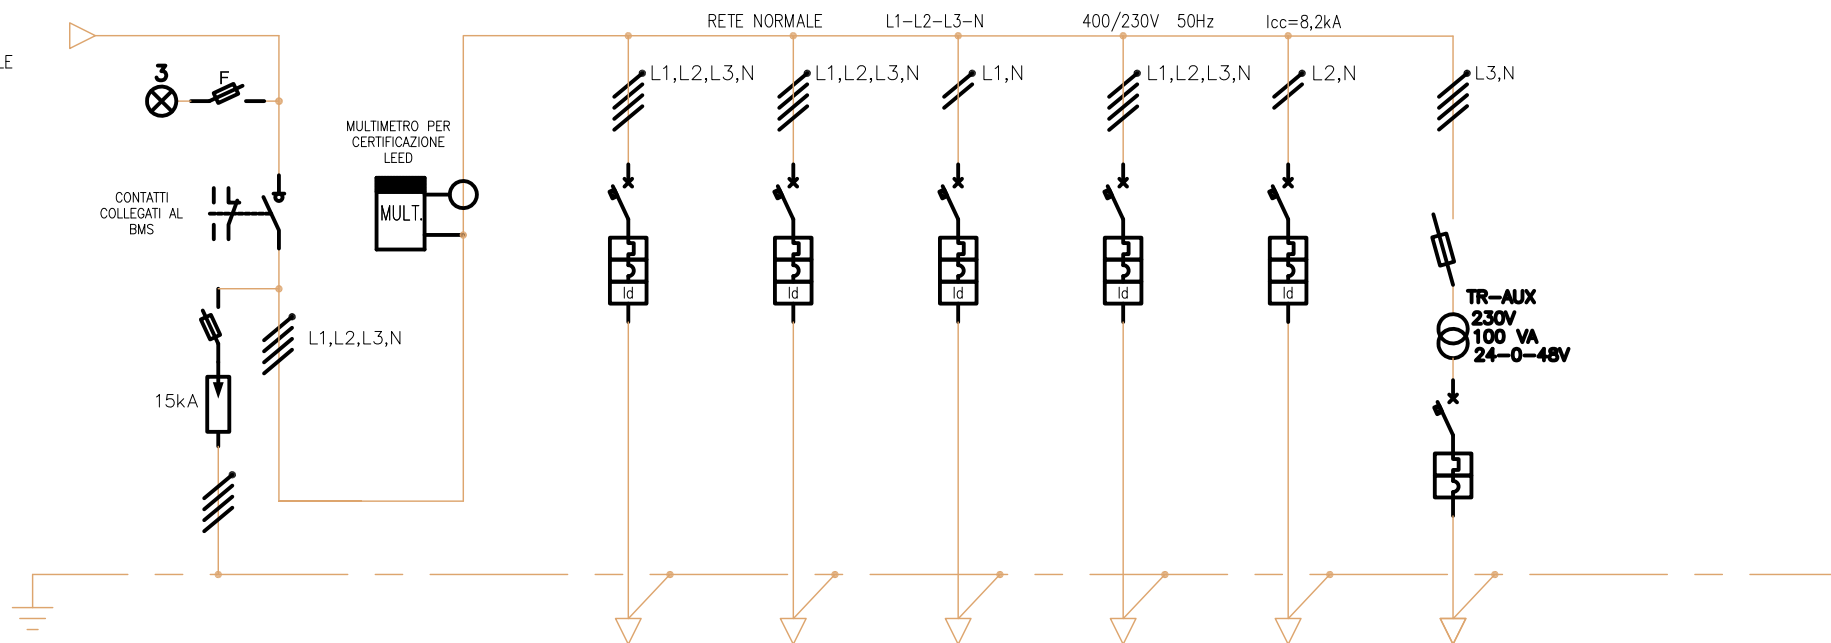 RETE NORMALE L1-L2-L3-N 400/230V 50Hz Icc=8,2kA
LE
3
F
L1,L2,L3,N
L1,L2,L3,N
L1,N
L1,L2,L3,N
L2,N
L3,N
MULTIMETRO PER
CERTIFICAZIONE
LEED
MULT.
CONTATTI
COLLEGATI AL
BMS
Id
Id
Id
Id
Id
TR-AUX
230V
100 VA
24-0-48V
L1,L2,L3,N
15kA